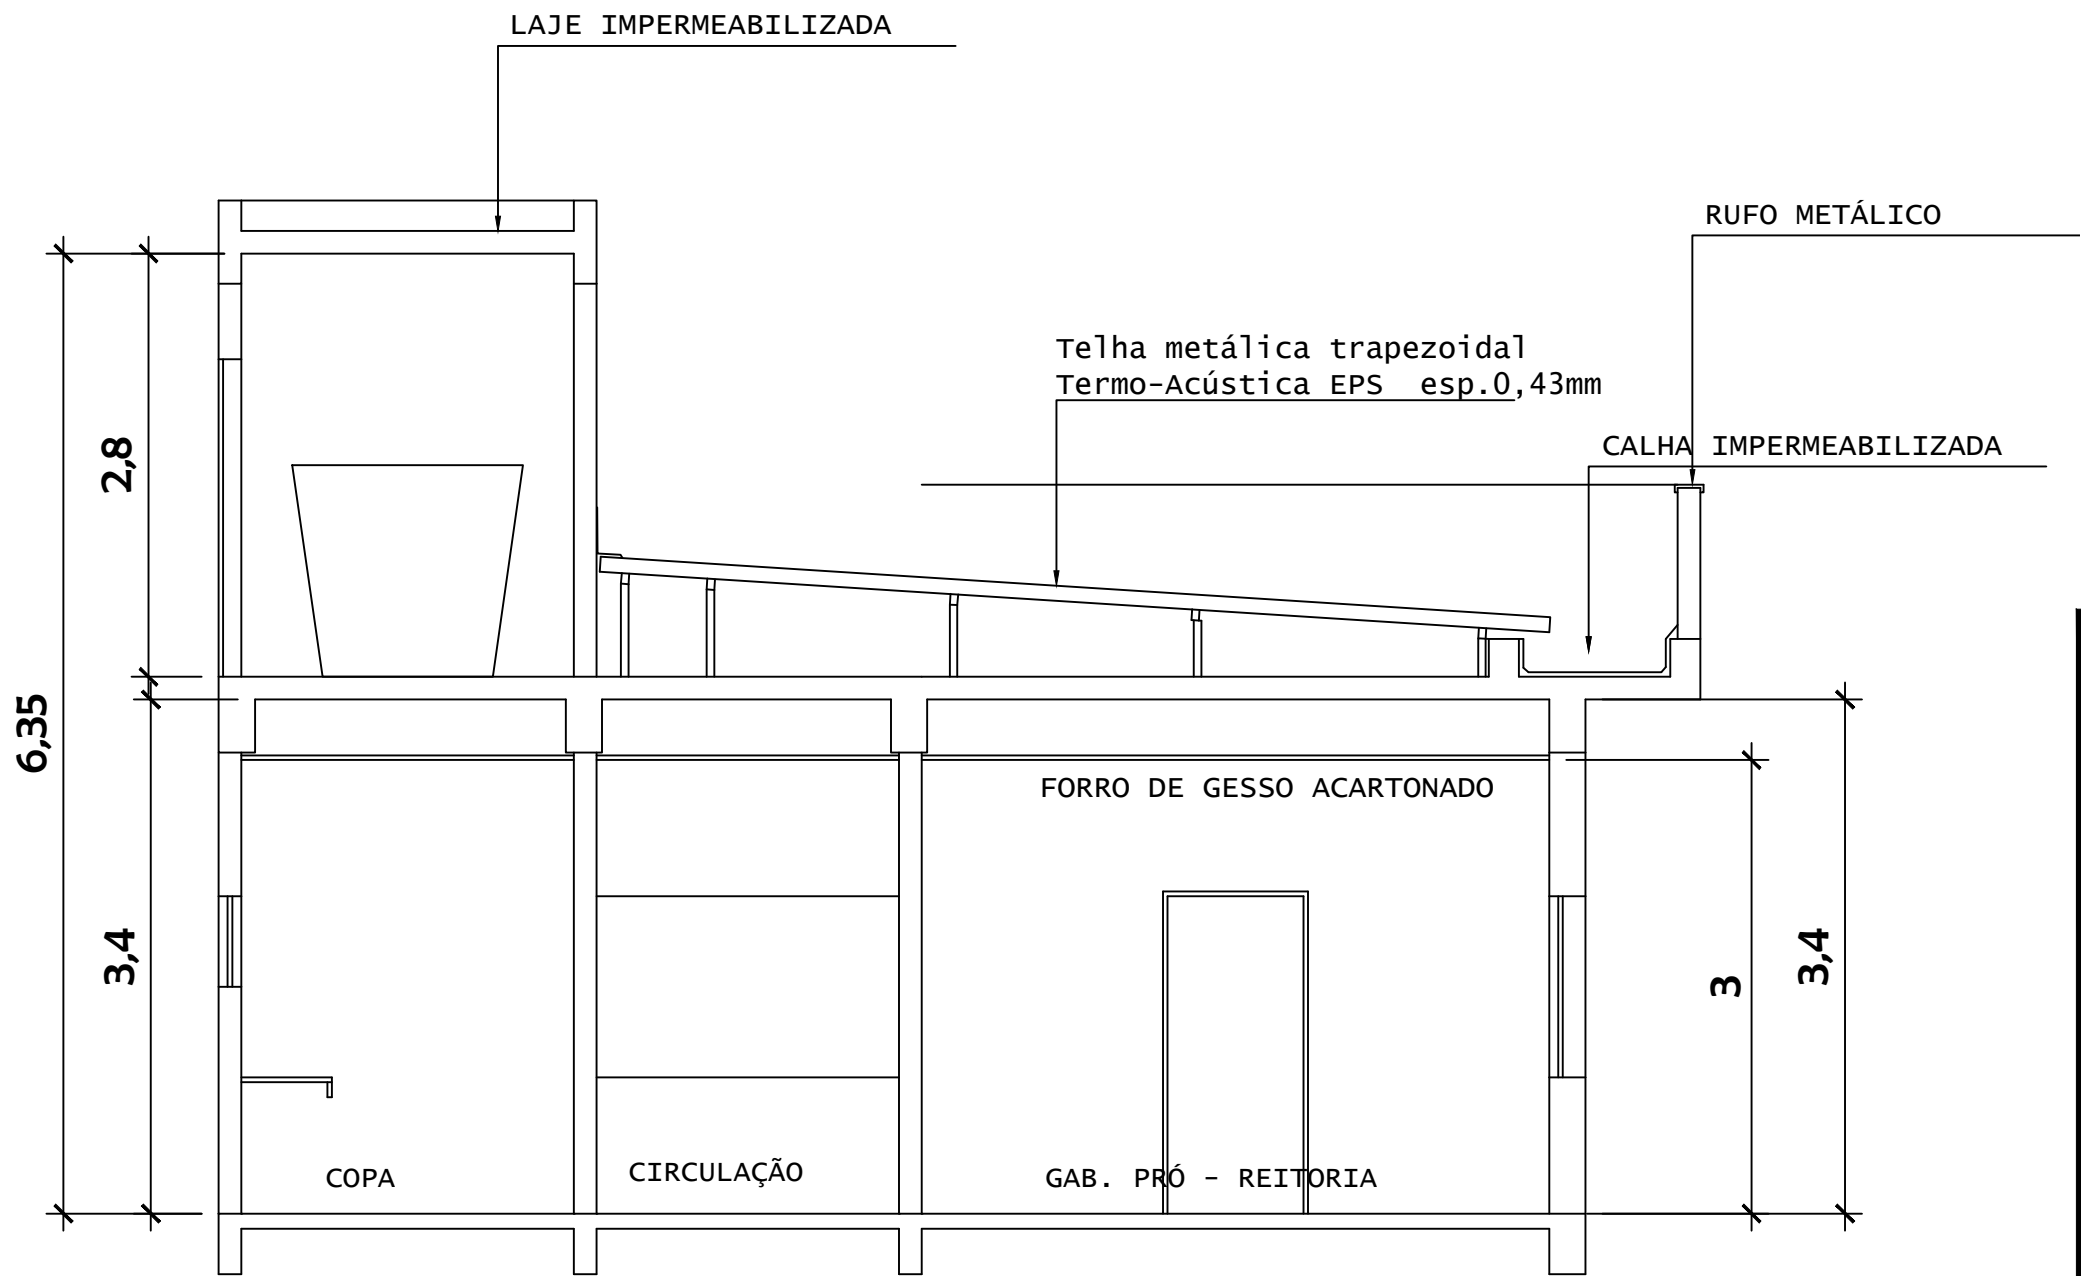 LAJE IMPERMEABILIZADA
RUFO METÁLICO
Telha metálica trapezoidal
Termo-Acústica EPS esp.0,43mm
CALHA IMPERMEABILIZADA
2,8
6,35
FORRO DE GESSO ACARTONADO
3,4
3
3,4
COPA
CIRCULAÇÃO
GAB. PRÓ - REITORIA